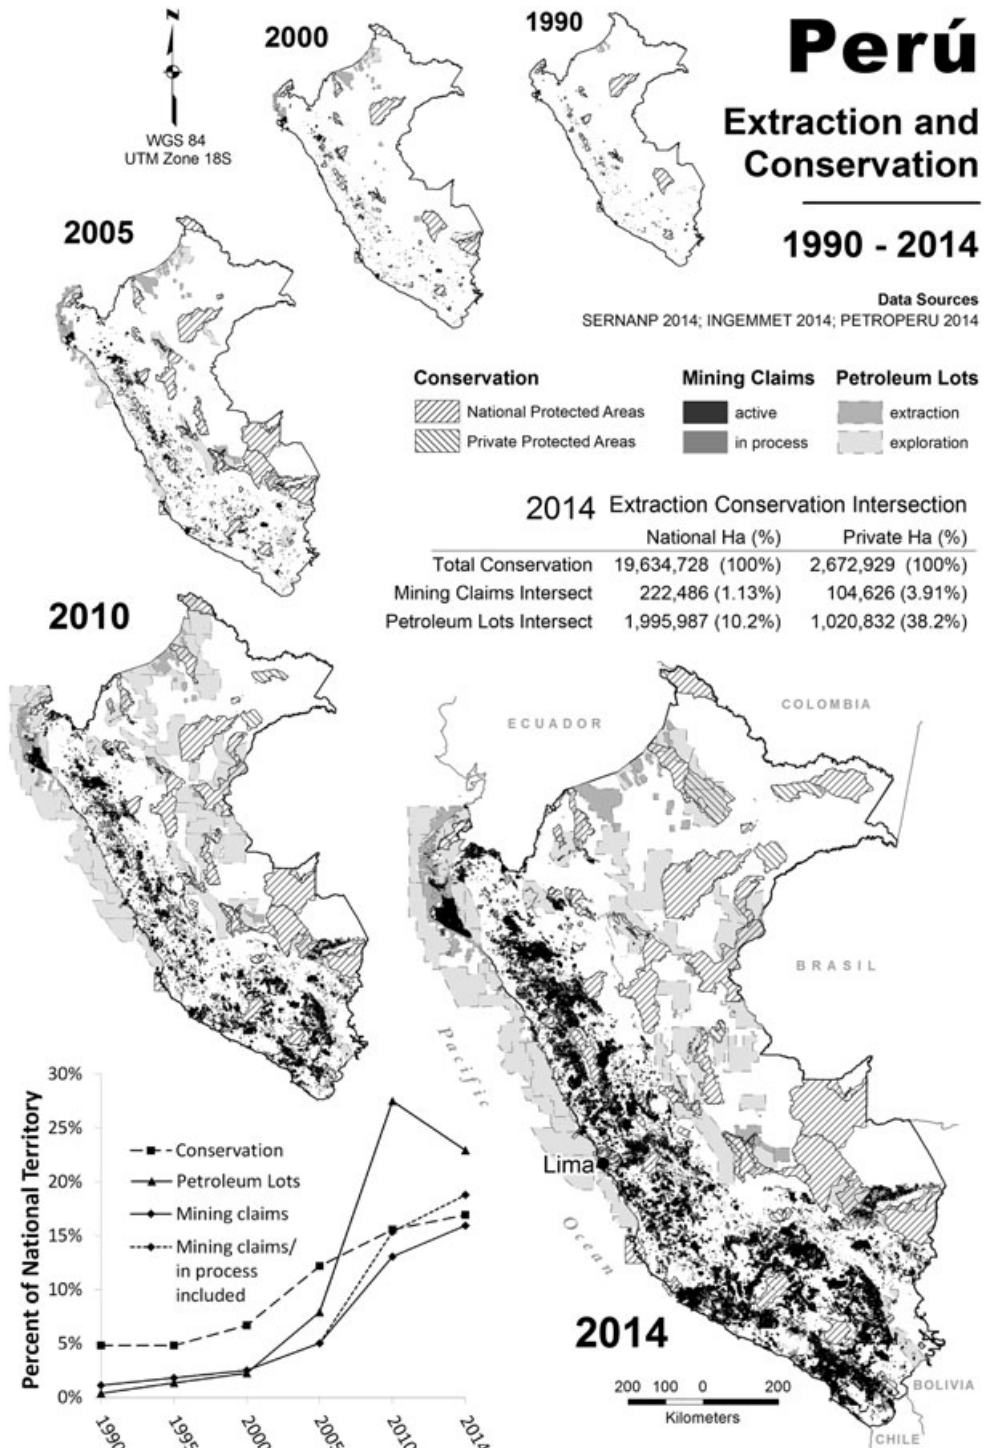 Perú
Extraction and
Conservation
1990 - 2014
Data Sources
SERNANP 2014; INGEMMET 2014; PETROPERU 2014
N
WGS 84
UTM Zone 18S
2000
1990
2005
2010
Conservation
National Protected Areas
Private Protected Areas
Mining Claims
active
in process
Petroleum Lots
extraction
exploration
2014 Extraction Conservation Intersection
National Ha (%) Private Ha (%)
Total Conservation 19,634,728 (100%) 2,672,929 (100%)
Mining Claims Intersect 222,486 (1.13%) 104,626 (3.91%)
Petroleum Lots Intersect 1,995,987 (10.2%) 1,020,832 (38.2%)
ECUADOR
COLOMBIA
BRASIL
Pacific
Ocean
Lima
2014
BOLIVIA
CHILE
200 100 0 200
Kilometers
Percent of National Territory
30%
25%
20%
15%
10%
5%
0%
Conservation
Petroleum Lots
Mining claims
Mining claims/
in process
included
1990
1995
2000
2005
2010
2014